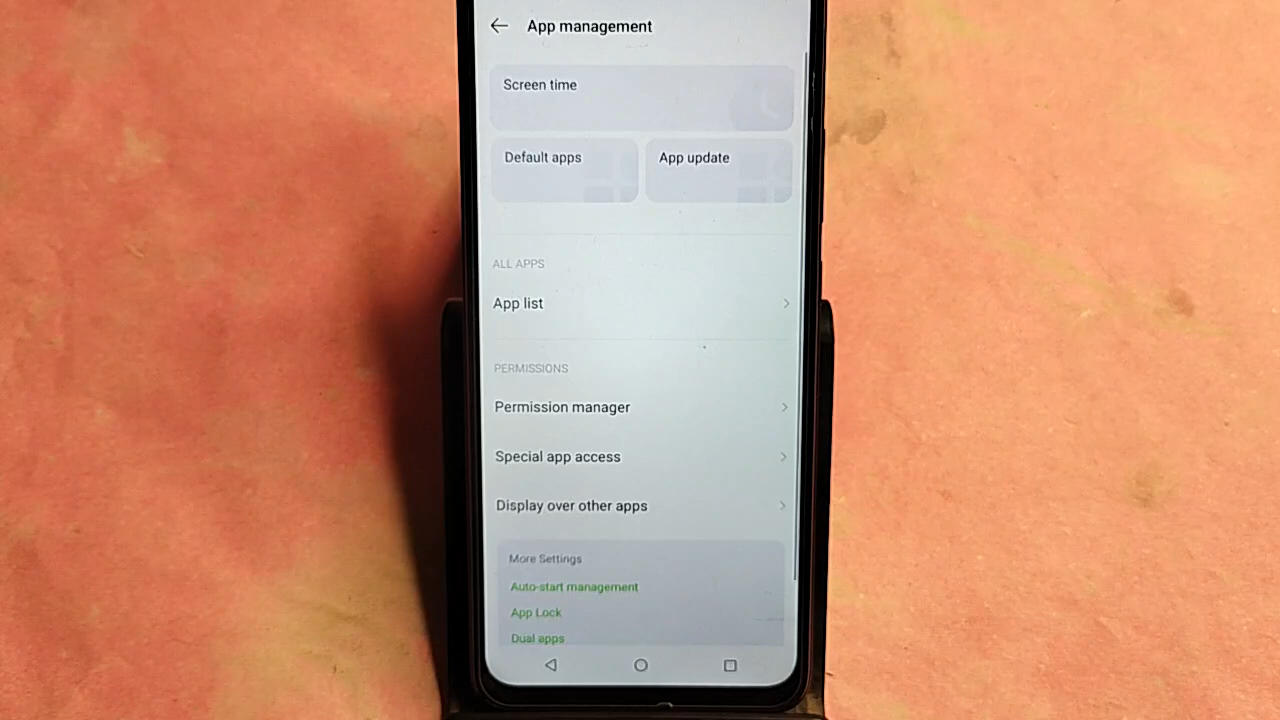 App management
Screen time
Default apps
App update
ALL APPS
App list
PERMISSIONS
Permission manager
Special app access
Display over other apps
More Settings
Auto-start management
App Lock
Dual apps